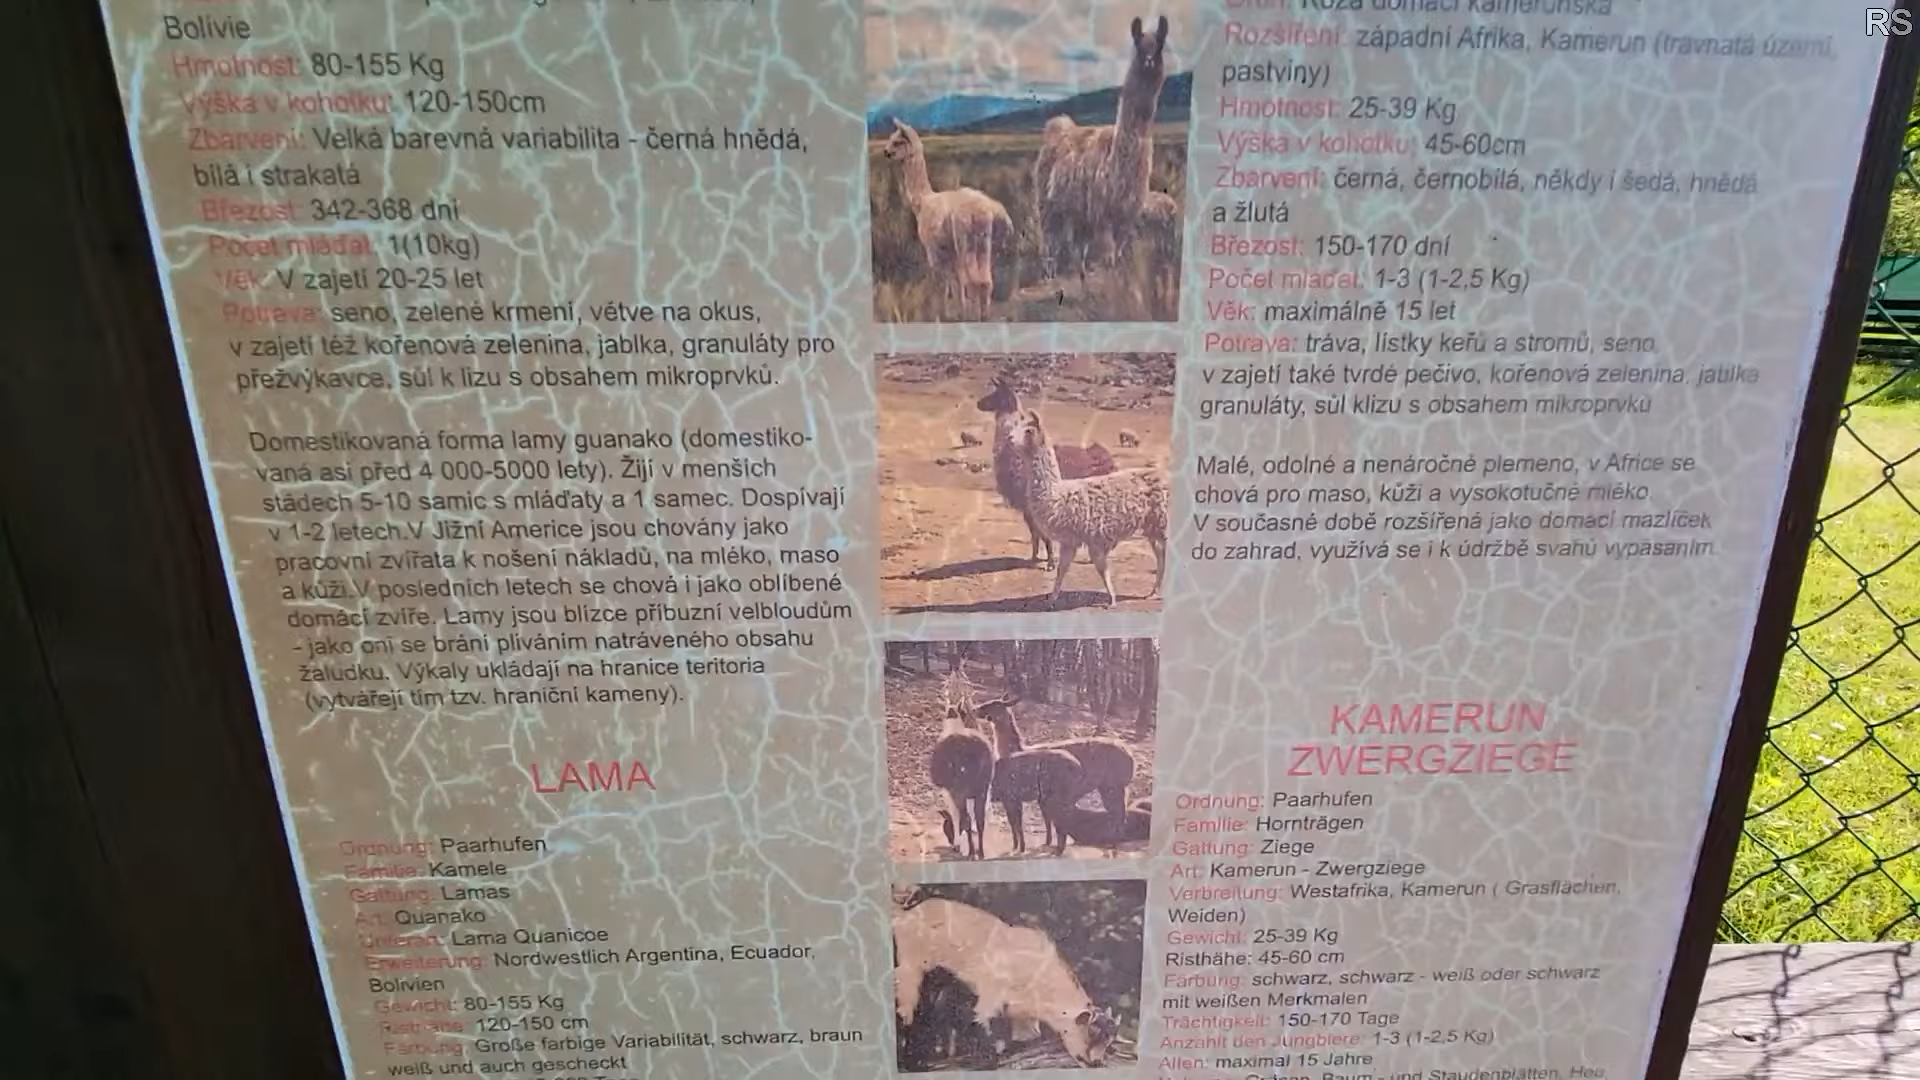 RS
Bolívie
Hmotnost: 80-155 Kg
Výška v kohoutku: 120-150cm
Zbarvení: Velká barevná variabilita - černá hnědá,
bílá i strakatá
Březost: 342-368 dní
Počet mláďat: 1(10kg)
Věk: V zajetí 20-25 let
Potrava: seno, zelené krmení, větve na okus,
v zajetí též kořenová zelenina, jablka, granuláty pro
přežvýkavce, sůl k lizu s obsahem mikroprvků.
Domestikovaná forma lamy guanako (domestiko-
vaná asi před 4 000-5000 lety). Žijí v menších
stádech 5-10 samic s mláďaty a 1 samec. Dospívají
v 1-2 letech.V Jižní Americe jsou chovány jako
pracovní zvířata k nošení nákladů, na mléko, maso
a kůži.V posledních letech se chová i jako oblíbené
domácí zvíře. Lamy jsou blízce příbuzní velbloudům
- jako oni se brání pliváním natráveného obsahu
žaludku. Výkaly ukládají na hranice teritoria
(vytvářejí tím tzv. hraniční kameny).
LAMA
Ordnung: Paarhufen
Familie: Kamele
Gattung: Lamas
Art: Quanako
Unterart: Lama Quanicoe
Erweiterung: Nordwestlich Argentina, Ecuador,
Bolivien
Gewicht: 80-155 Kg
120-150 cm
Färbung: Große farbige Variabilität, schwarz, braun
weiß und auch gescheckt
Koza domácí kamerunská
Rozšíření: západní Afrika, Kamerun (travnatá území,
pastviny)
Hmotnost: 25-39 Kg
Výška v kohoutku: 45-60cm
Zbarvení: černá, černobílá, někdy i šedá, hnědá
a žlutá
Březost: 150-170 dní
Počet mláďat: 1-3 (1-2,5 Kg)
Věk: maximálně 15 let
Potrava: tráva, lístky keřů a stromů, seno,
v zajetí také tvrdé pečivo, kořenová zelenina, jablka
granuláty, sůl klizu s obsahem mikroprvků
Malé, odolné a nenáročné plemeno, v Africe se
chová pro maso, kůži a vysokotučné mléko.
V současné době rozšířená jako domácí mazlíček
do zahrad, využívá se i k údržbě svahů vypásaním.
KAMERUN
ZWERGZIEGE
Ordnung: Paarhufen
Familie: Hornträgen
Gattung: Ziege
Art: Kamerun - Zwergziege
Verbreitung: Westafrika, Kamerun ( Grasflächen,
Weiden)
Gewicht: 25-39 Kg
Risthähe: 45-60 cm
Färbung: schwarz, schwarz - weiß oder schwarz
mit weißen Merkmalen
Trächtigkeit: 150-170 Tage
Anzahl den Jungtiere: 1-3 (1-2,5 Kg)
Allen: maximal 15 Jahre
Baum - und Staudenblätten, Heu,